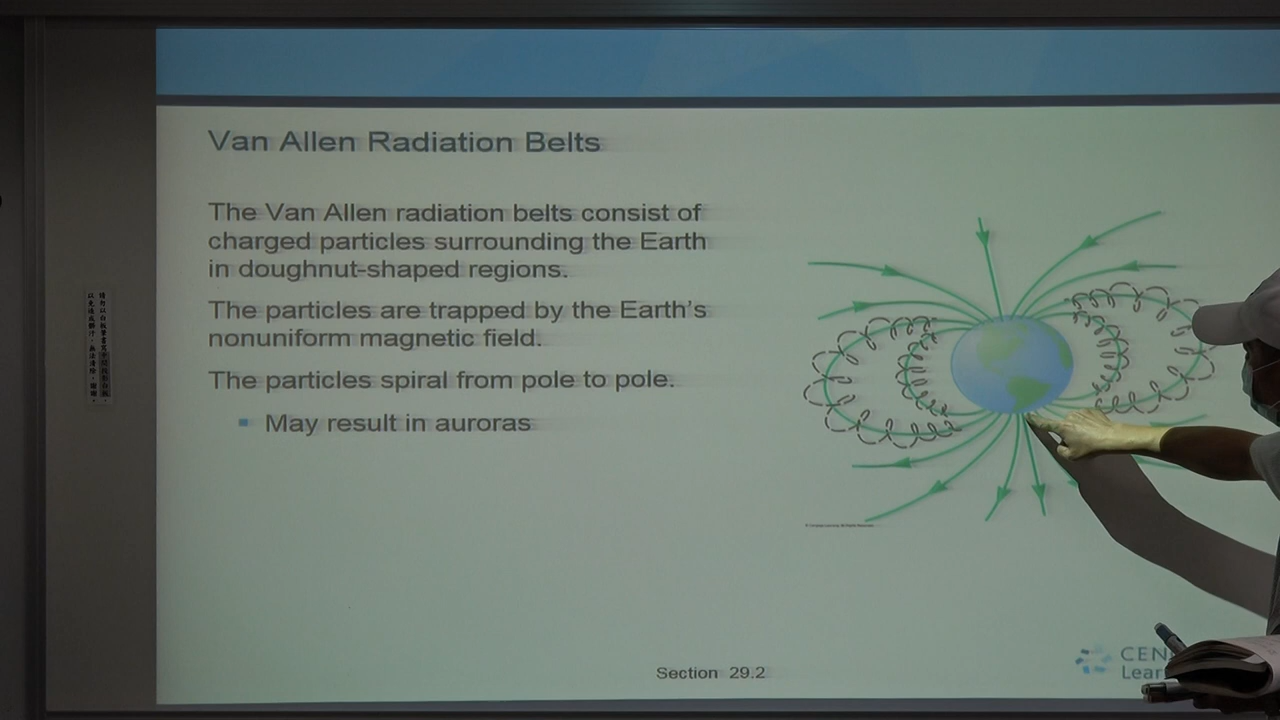 Van Allen Radiation Belts
The Van Allen radiation belts consist of
charged particles surrounding the Earth
in doughnut-shaped regions.
The particles are trapped by the Earth's
nonuniform magnetic field.
The particles spiral from pole to pole.
May result in auroras
Section 29.2
CEN
Lear